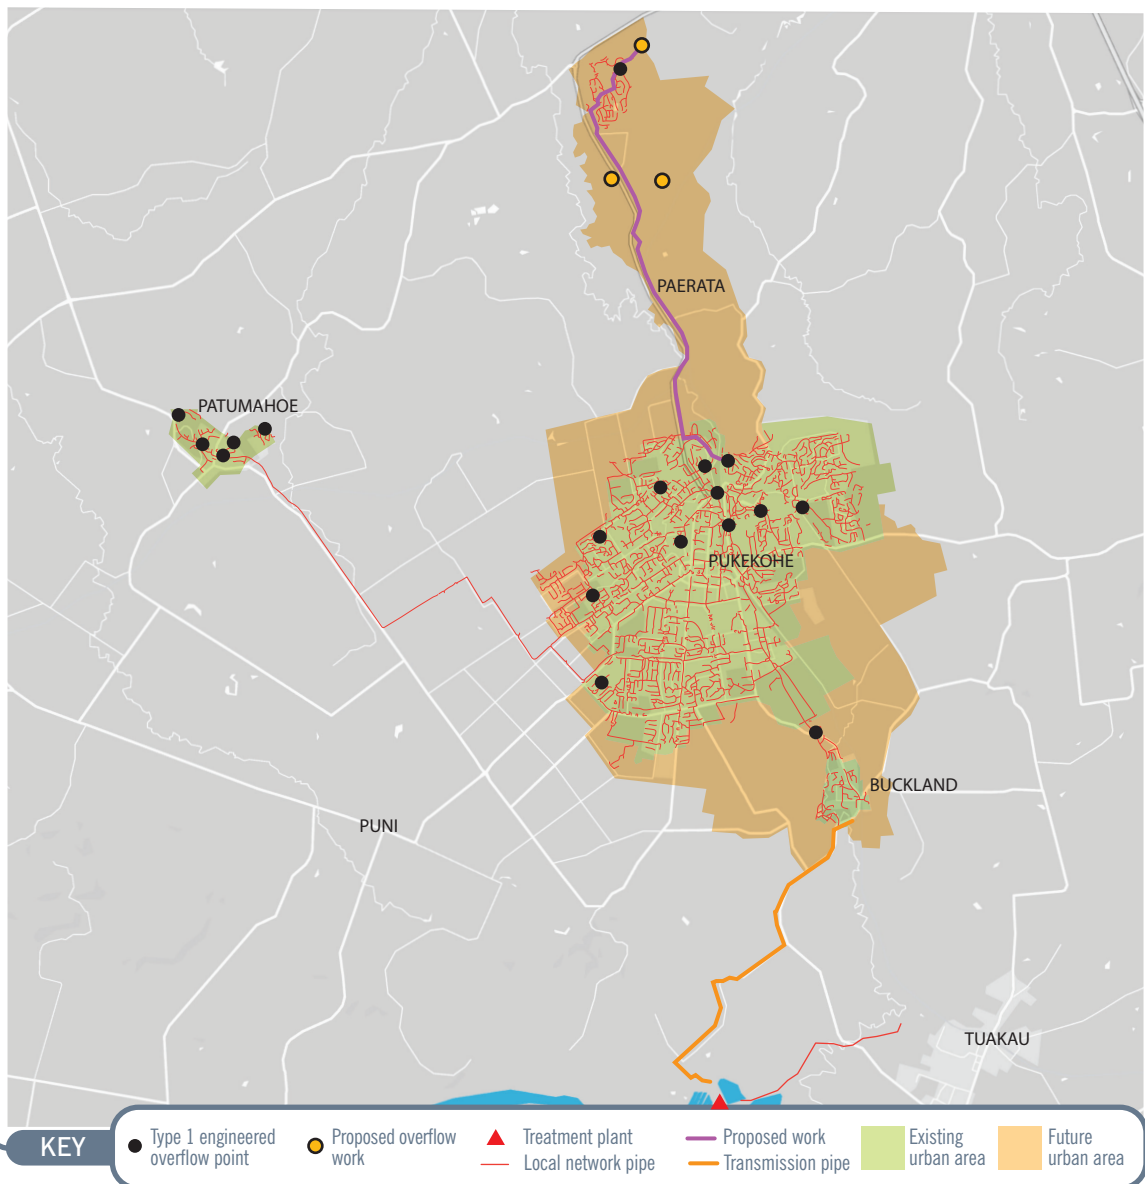 PAERATA
PATUMAHOE
PUKEKOHE
BUCKLAND
PUNI
TUAKAU
KEY
Type 1 engineered
overflow point
Proposed overflow
work
Treatment plant
Local network pipe
Proposed work
Transmission pipe
Existing
urban area
Future
urban area